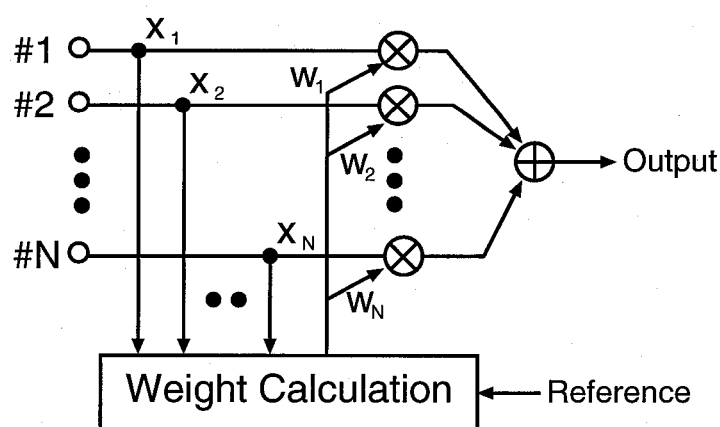 #1
X1
W1
#2
X2
W2
Output
#N
XN
WN
Weight Calculation
Reference